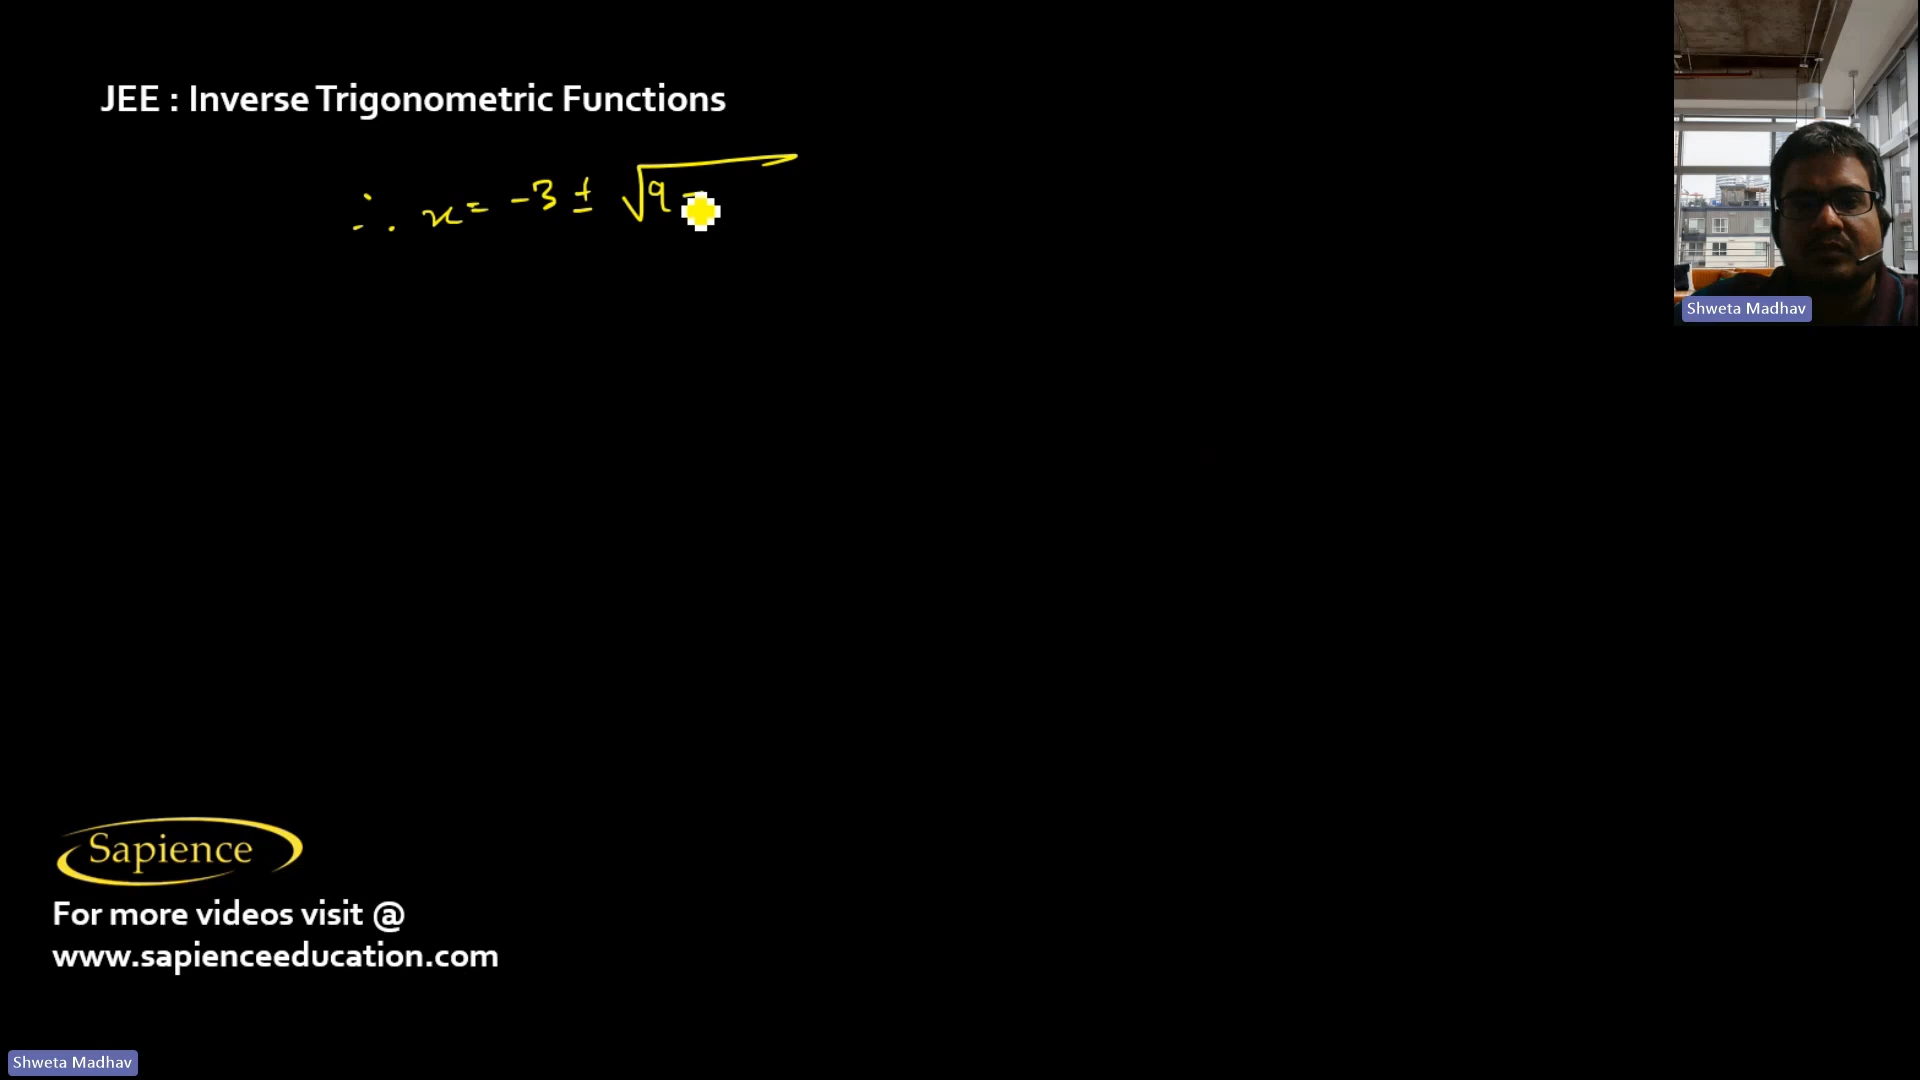 JEE : Inverse Trigonometric Functions
∴ x = -3 ± √9 -
Shweta Madhav
Sapience
For more videos visit @
www.sapienceeducation.com
Shweta Madhav